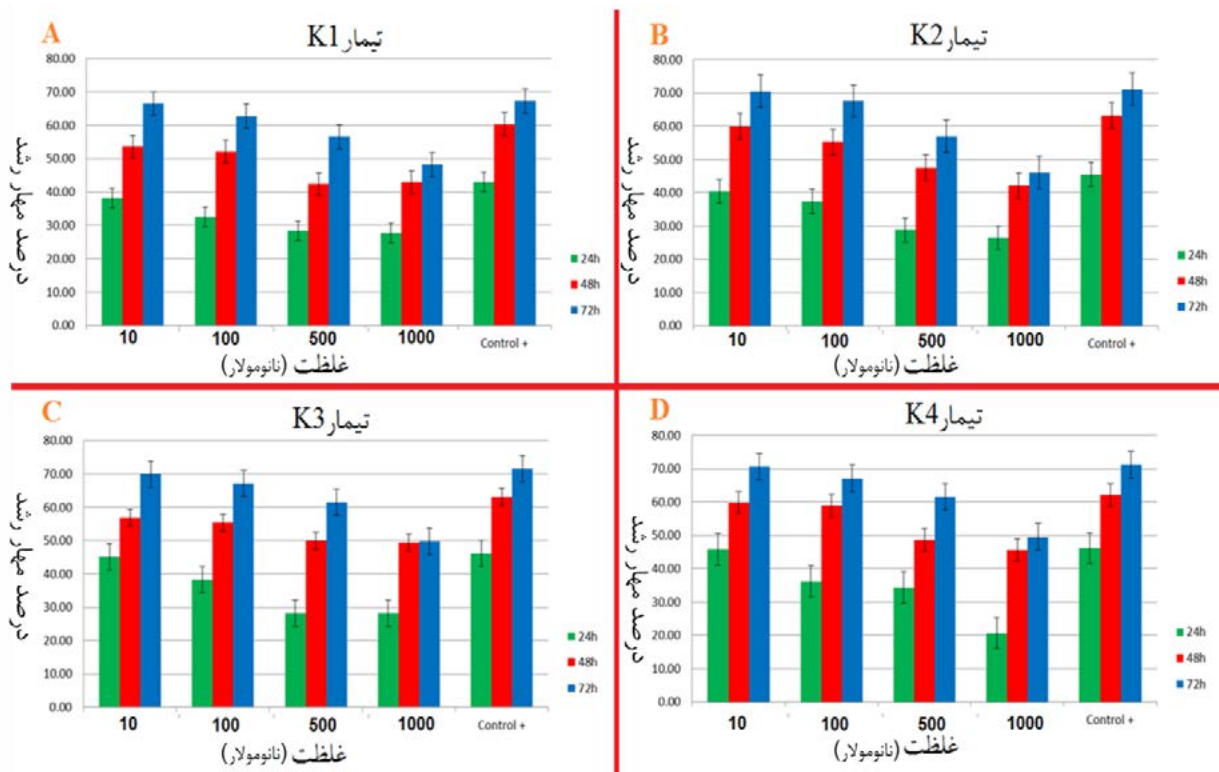 A
تیمار K1
80.00
70.00
60.00
50.00
40.00
30.00
20.00
10.00
0.00
درصد مهار رشد
24h
48h
72h
10 100 500 1000 Control +
غلظت (نانومولار)
B
تیمار K2
80.00
70.00
60.00
50.00
40.00
30.00
20.00
10.00
0.00
درصد مهار رشد
24h
48h
72h
10 100 500 1000 Control +
غلظت (نانومولار)
C
تیمار K3
80.00
70.00
60.00
50.00
40.00
30.00
20.00
10.00
0.00
درصد مهار رشد
24h
48h
72h
10 100 500 1000 Control +
غلظت (نانومولار)
D
تیمار K4
80.00
70.00
60.00
50.00
40.00
30.00
20.00
10.00
0.00
درصد مهار رشد
24h
48h
72h
10 100 500 1000 Control +
غلظت (نانومولار)